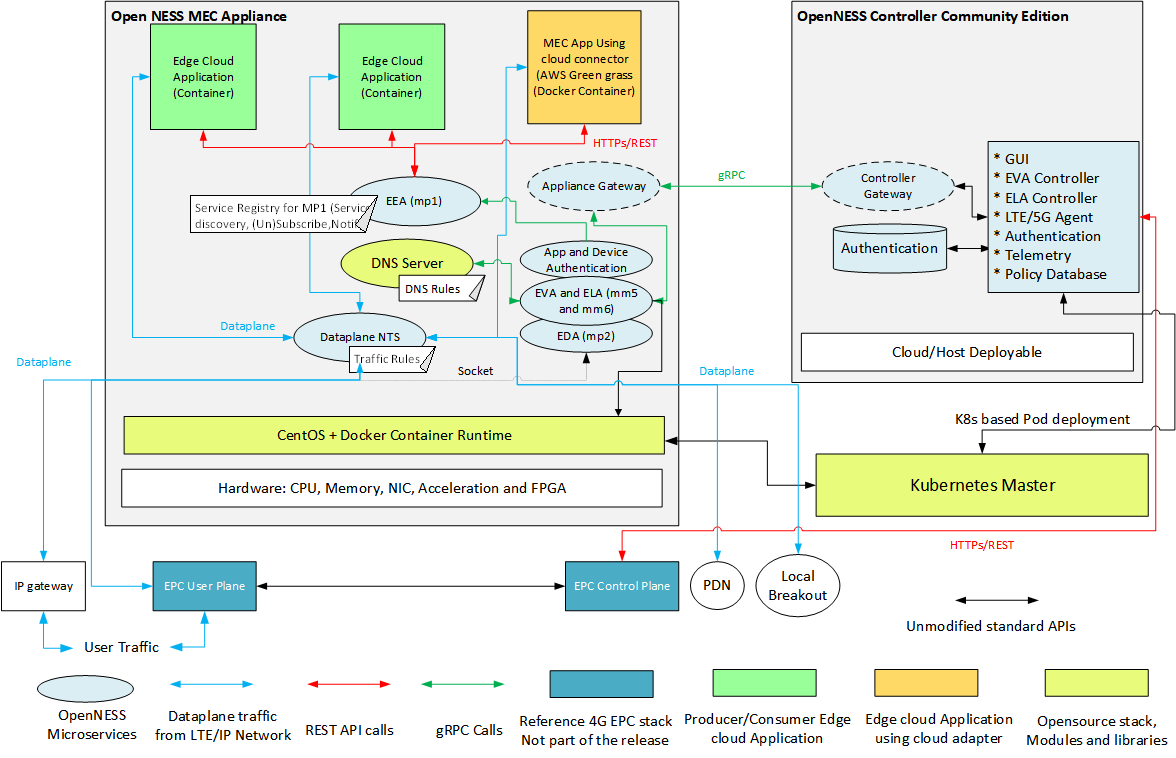 Open NESS MEC Appliance
OpenNESS Controller Community Edition
Edge Cloud
Application
(Container)
Edge Cloud
Application
(Container)
MEC App Using
cloud connector
(AWS Green grass
(Docker Container)
HTTPs/REST
EEA (mp1)
Service Registry for MP1 (Service
discovery, (Un)Subscribe,Notif
Appliance Gateway
gRPC
Controller
Gateway
Authentication
* GUI
* EVA Controller
* ELA Controller
* LTE/5G Agent
* Authentication
* Telemetry
* Policy Database
DNS Server
DNS Rules
App and Device
Authentication
EVA and ELA (mm5
and mm6)
EDA (mp2)
Dataplane
Dataplane NTS
Traffic Rules
Cloud/Host Deployable
Dataplane
Socket
Dataplane
K8s based Pod deployment
CentOS + Docker Container Runtime
Hardware: CPU, Memory, NIC, Acceleration and FPGA
Kubernetes Master
HTTPs/REST
IP gateway
EPC User Plane
EPC Control Plane
PDN
Local
Breakout
Unmodified standard APIs
User Traffic
OpenNESS
Microservices
Dataplane traffic
from LTE/IP Network
REST API calls
gRPC Calls
Reference 4G EPC stack
Not part of the release
Producer/Consumer Edge
cloud Application
Edge cloud Application
using cloud adapter
Opensource stack,
Modules and libraries